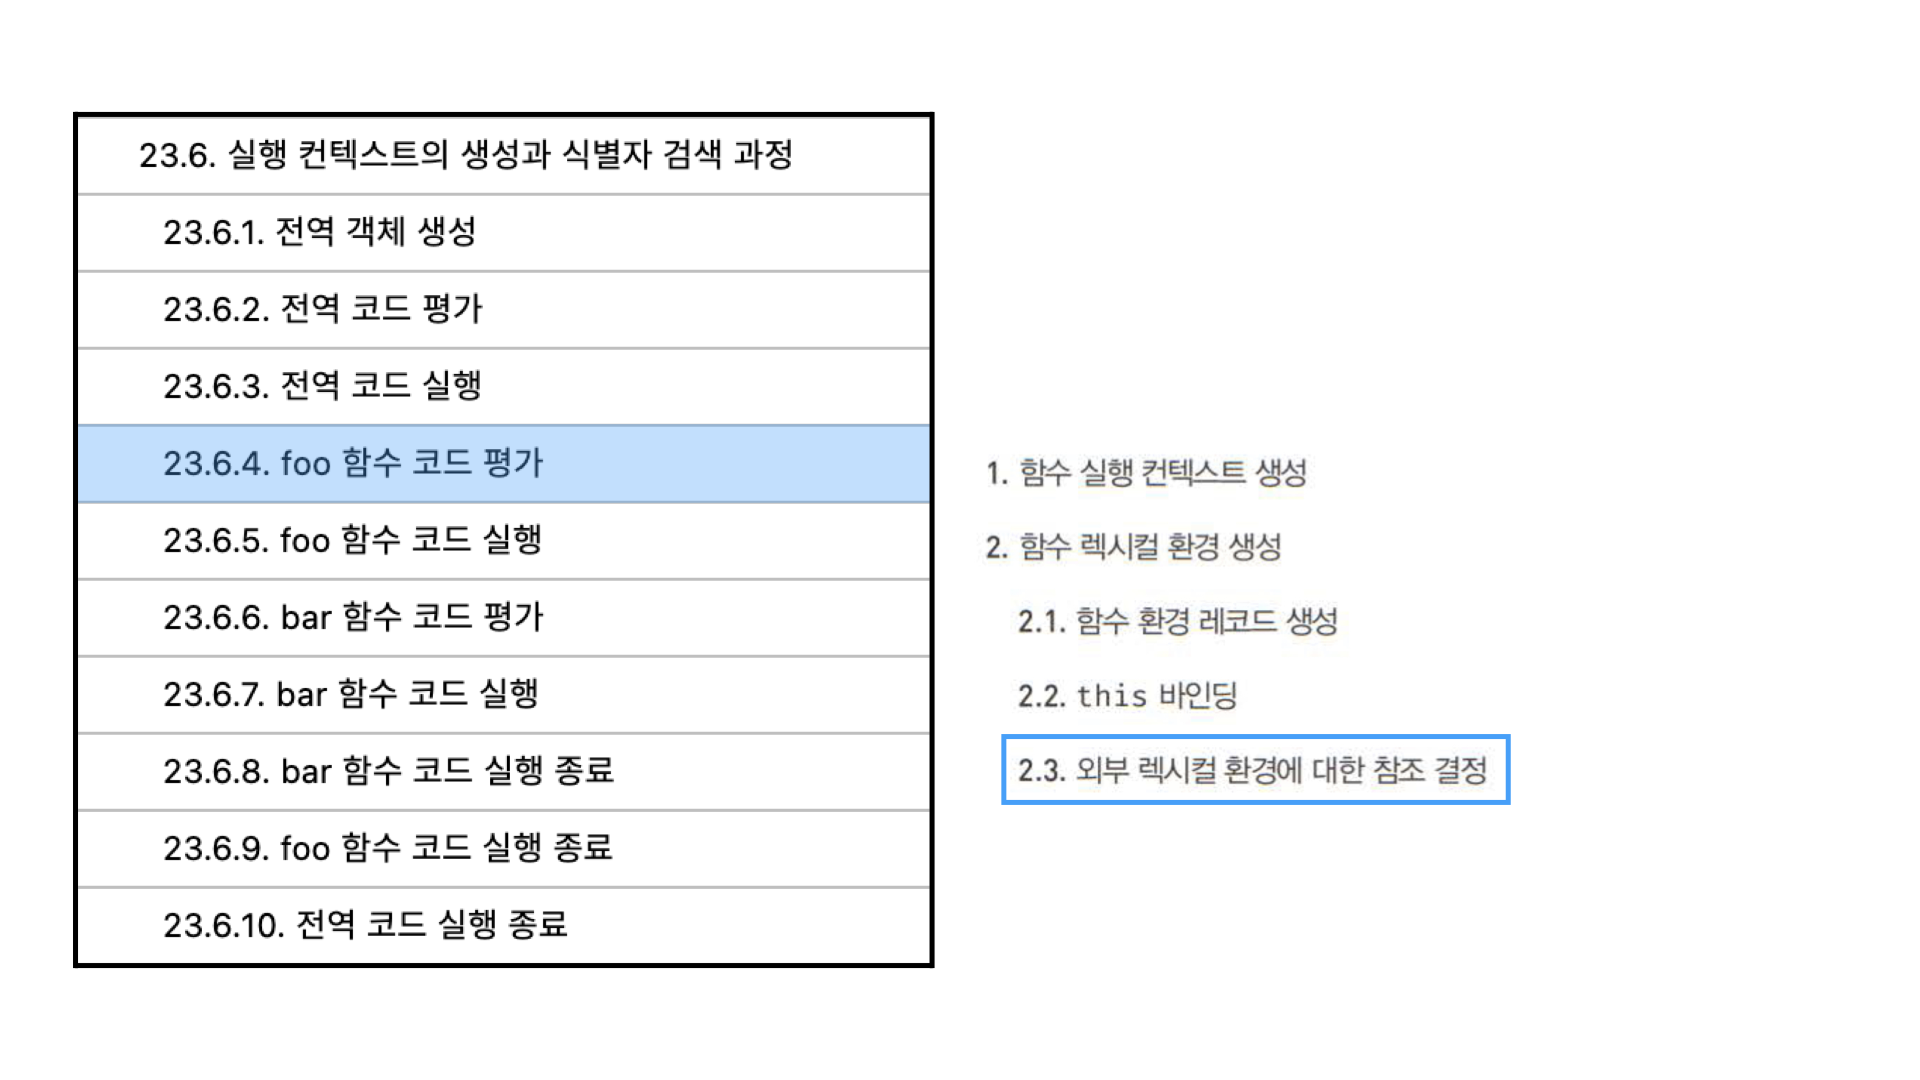 23.6. 실행 컨텍스트의 생성과 식별자 검색 과정
23.6.1. 전역 객체 생성
23.6.2. 전역 코드 평가
23.6.3. 전역 코드 실행
23.6.4. foo 함수 코드 평가
23.6.5. foo 함수 코드 실행
23.6.6. bar 함수 코드 평가
23.6.7. bar 함수 코드 실행
23.6.8. bar 함수 코드 실행 종료
23.6.9. foo 함수 코드 실행 종료
23.6.10. 전역 코드 실행 종료
1. 함수 실행 컨텍스트 생성
2. 함수 렉시컬 환경 생성
2.1. 함수 환경 레코드 생성
2.2. this 바인딩
2.3. 외부 렉시컬 환경에 대한 참조 결정